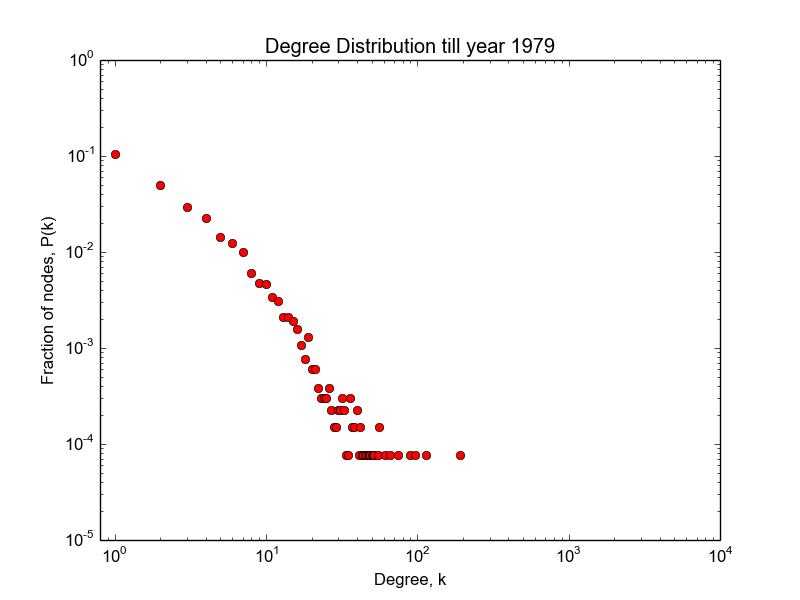 Degree Distribution till year 1979
10^0
10^-1
10^-2
10^-3
10^-4
10^-5
Fraction of nodes, P(k)
10^0 10^1 10^2 10^3 10^4
Degree, k